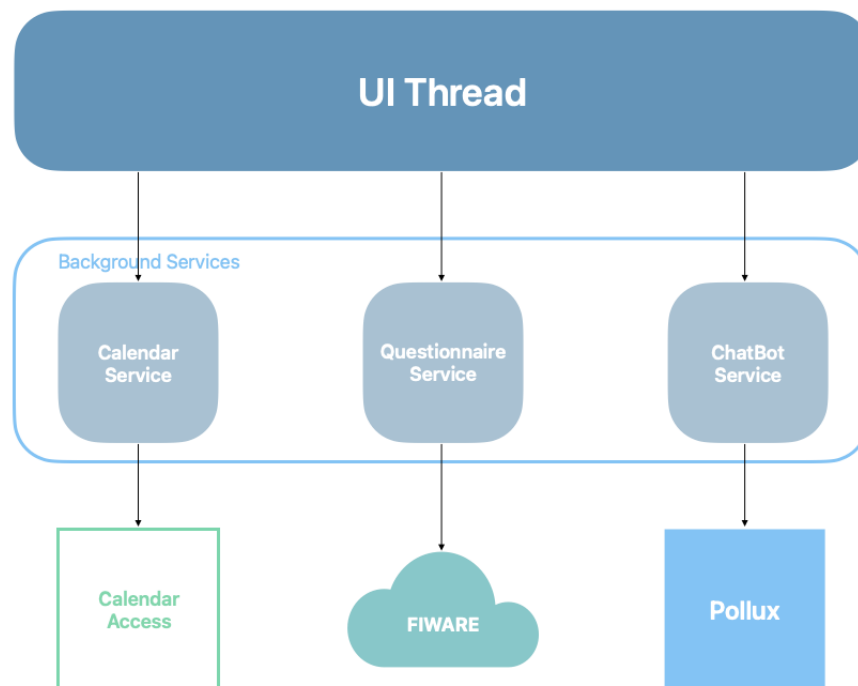 UI Thread
Background Services
Calendar
Service
Questionnaire
Service
ChatBot
Service
Calendar
Access
FIWARE
Pollux